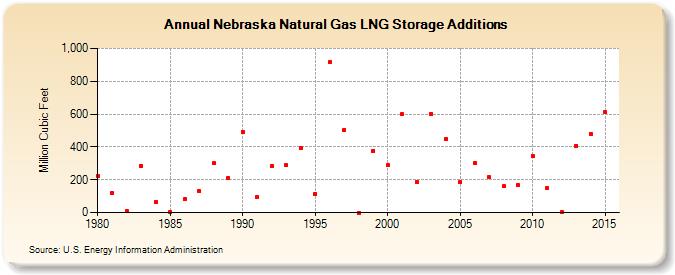 Annual Nebraska Natural Gas LNG Storage Additions
Million Cubic Feet
1,000
800
600
400
200
0
1980 1985 1990 1995 2000 2005 2010 2015
Source: U.S. Energy Information Administration